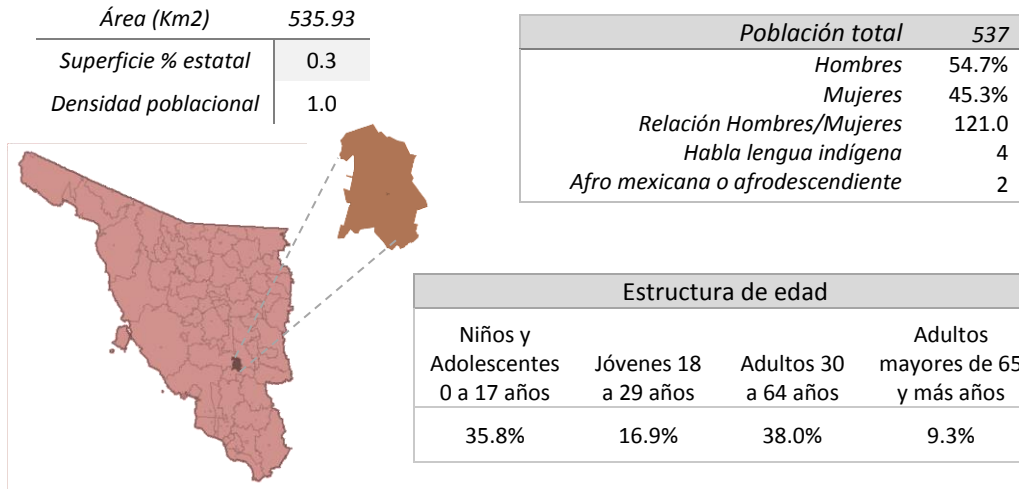 Área (Km2) 535.93
Superficie % estatal 0.3
Densidad poblacional 1.0
Población total 537
Hombres 54.7%
Mujeres 45.3%
Relación Hombres/Mujeres 121.0
Habla lengua indígena 4
Afro mexicana o afrodescendiente 2
Estructura de edad
Niños y
Adolescentes
0 a 17 años
Jóvenes 18
a 29 años
Adultos 30
a 64 años
Adultos
mayores de 65
y más años
35.8% 16.9% 38.0% 9.3%